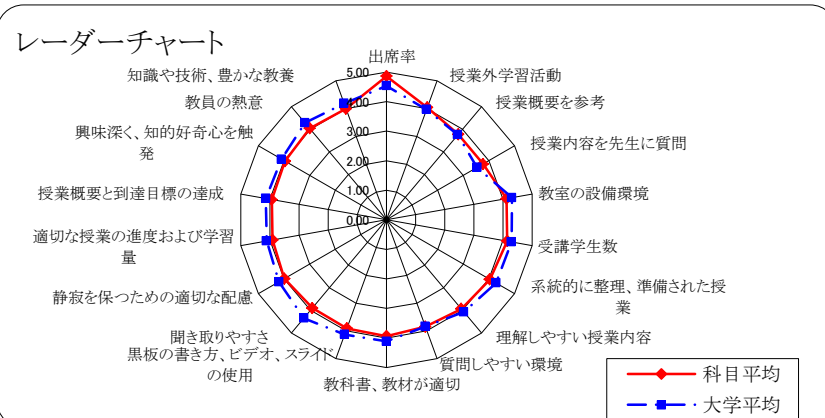 レーダーチャート
出席率
授業外学習活動
授業概要を参考
授業内容を先生に質問
教室の設備環境
受講学生数
系統的に整理、準備された授
業
理解しやすい授業内容
質問しやすい環境
教科書、教材が適切
黒板の書き方、ビデオ、スライド
の使用
聞き取りやすさ
静寂を保つための適切な配慮
適切な授業の進度および学習
量
授業概要と到達目標の達成
興味深く、知的好奇心を触
発
教員の熱意
知識や技術、豊かな教養
5.00
4.00
3.00
2.00
1.00
0.00
科目平均
大学平均